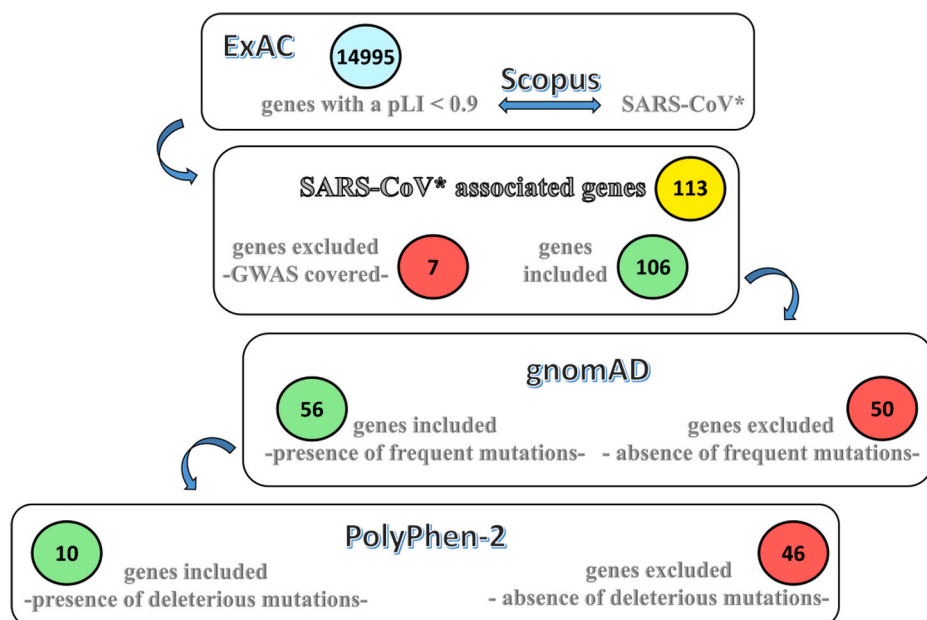 ExAC
14995
Scopus
genes with a pLI < 0.9
SARS-CoV*
SARS-CoV* associated genes
113
genes excluded
-GWAS covered-
7
genes
included
106
gnomAD
56
genes included
-presence of frequent mutations-
50
genes excluded
- absence of frequent mutations-
PolyPhen-2
10
genes included
-presence of deleterious mutations-
46
genes excluded
- absence of deleterious mutations-